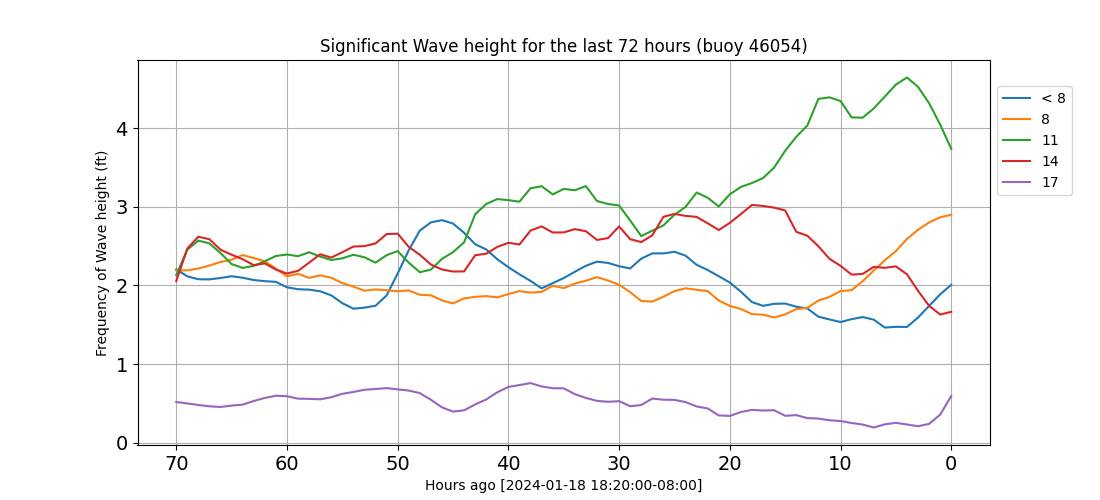 Significant Wave height for the last 72 hours (buoy 46054)
< 8
8
11
14
17
Frequency of Wave height (ft)
4
3
2
1
0
70 60 50 40 30 20 10 0
Hours ago [2024-01-18 18:20:00-08:00]